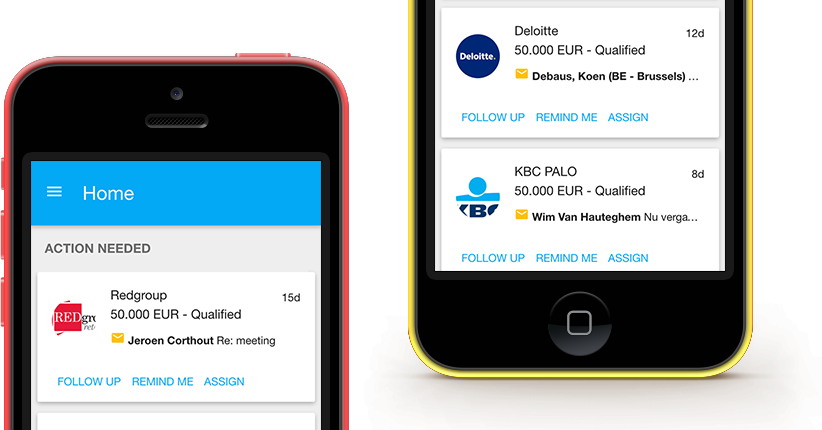 Home
ACTION NEEDED
Redgroup 15d
50.000 EUR - Qualified
Jeroen Corthout Re: meeting
FOLLOW UP REMIND ME ASSIGN
Deloitte 12d
Deloitte.
50.000 EUR - Qualified
Debaus, Koen (BE - Brussels) ...
FOLLOW UP REMIND ME ASSIGN
KBC PALO 8d
50.000 EUR - Qualified
KBC
Wim Van Hauteghem Nu verga...
FOLLOW UP REMIND ME ASSIGN